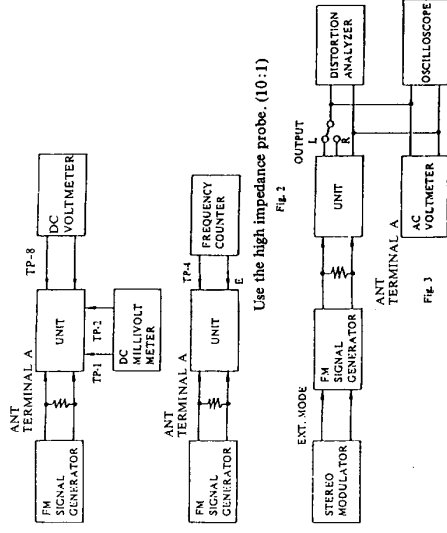 ANT
TERMINAL A
FM
SIGNAL
GENERATOR
UNIT
TP-8
DC
VOLTMETER
TP-1
TP-2
DC
MILLIVOLT
METER
ANT
TERMINAL A
FM
SIGNAL
GENERATOR
UNIT
TP-4
E
FREQUENCY
COUNTER
Use the high impedance probe. (10:1)
Fig. 2
EXT. MODE
STEREO
MODULATOR
FM
SIGNAL
GENERATOR
ANT
TERMINAL A
UNIT
OUTPUT
L
R
DISTORTION
ANALYZER
AC
VOLTMETER
OSCILLOSCOPE
Fig. 3